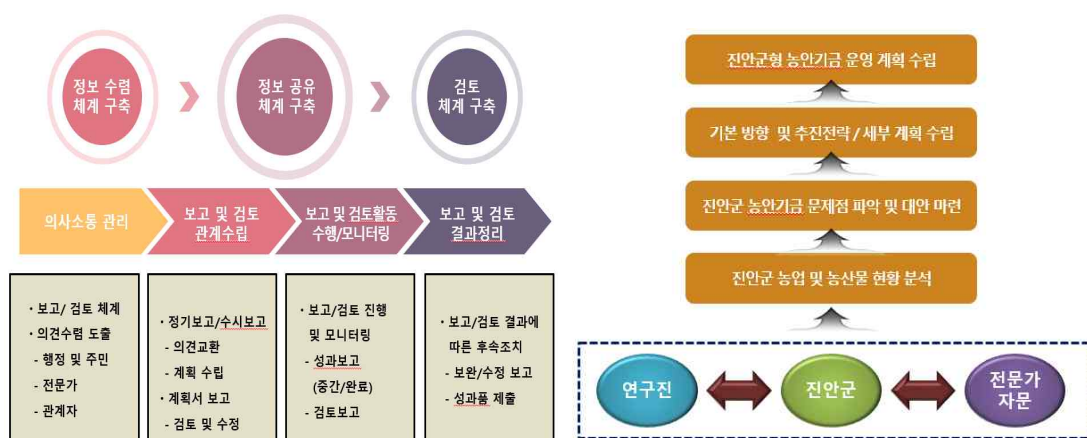 정보 수렴
체계 구축
정보 공유
체계 구축
검토
체계 구축
의사소통 관리
보고 및 검토
관계수립
보고 및 검토활동
수행/모니터링
보고 및 검토
결과정리
· 보고/ 검토 체계
· 의견수렴 도출
- 행정 및 주민
- 전문가
- 관계자
· 정기보고/수시보고
- 의견교환
- 계획 수립
· 계획서 보고
- 검토 및 수정
· 보고/검토 진행
및 모니터링
- 성과보고
(중간/완료)
- 검토보고
· 보고/검토 결과에
따른 후속조치
- 보완/수정 보고
- 성과품 제출
진안군형 농안기금 운영 계획 수립
기본 방향 및 추진전략 / 세부 계획 수립
진안군 농안기금 문제점 파악 및 대안 마련
진안군 농업 및 농산물 현황 분석
연구진
진안군
전문가
자문